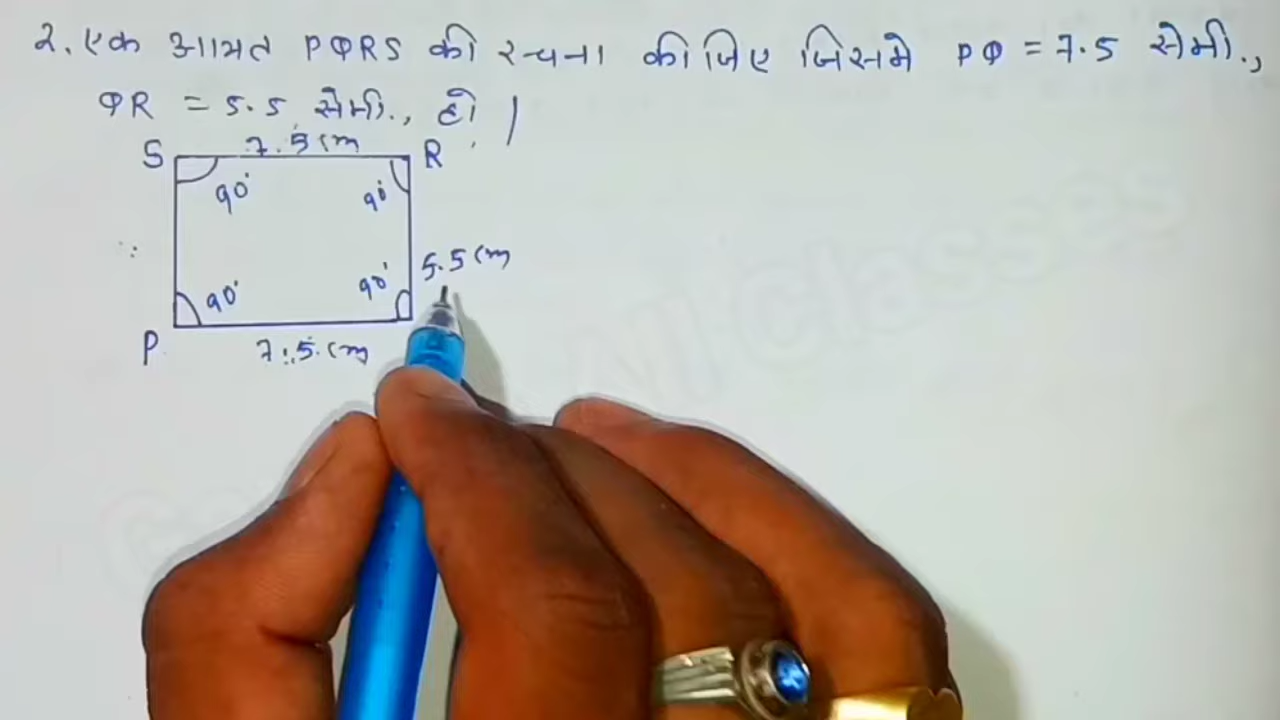 2. एक आयत PQRS की रचना कीजिए जिसमे PQ = 7.5 सेमी.,
QR = 5.5 सेमी., हो |
7.5 cm
S R
90° 90°
5.5 cm
90° 90°
P 7.5 cm